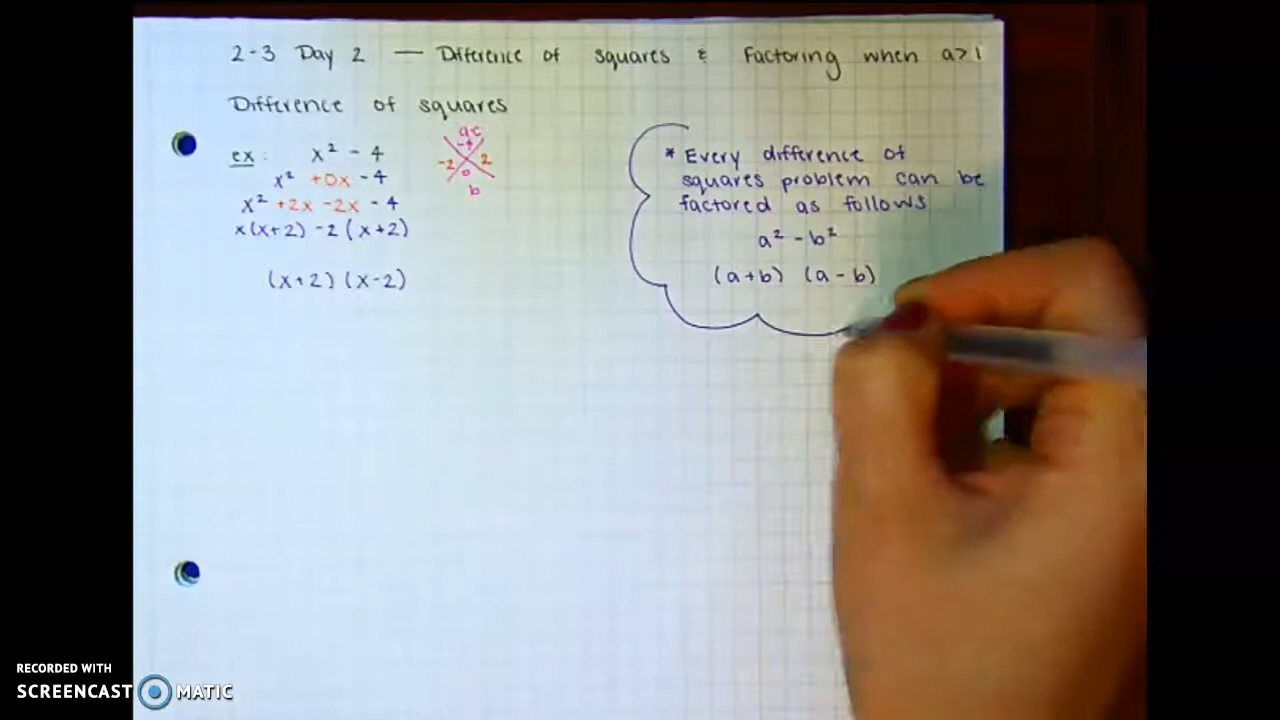 2-3 Day 2 — Difference of squares & Factoring when a>1
Difference of squares
ex: x² - 4
x² +0x -4
x² +2x -2x - 4
x(x+2) -2(x+2)
(x+2)(x-2)
ac
-4
-2 2
0
b
* Every difference of
squares problem can be
factored as follows
a² - b²
(a+b) (a-b)
RECORDED WITH
SCREENCAST MATIC